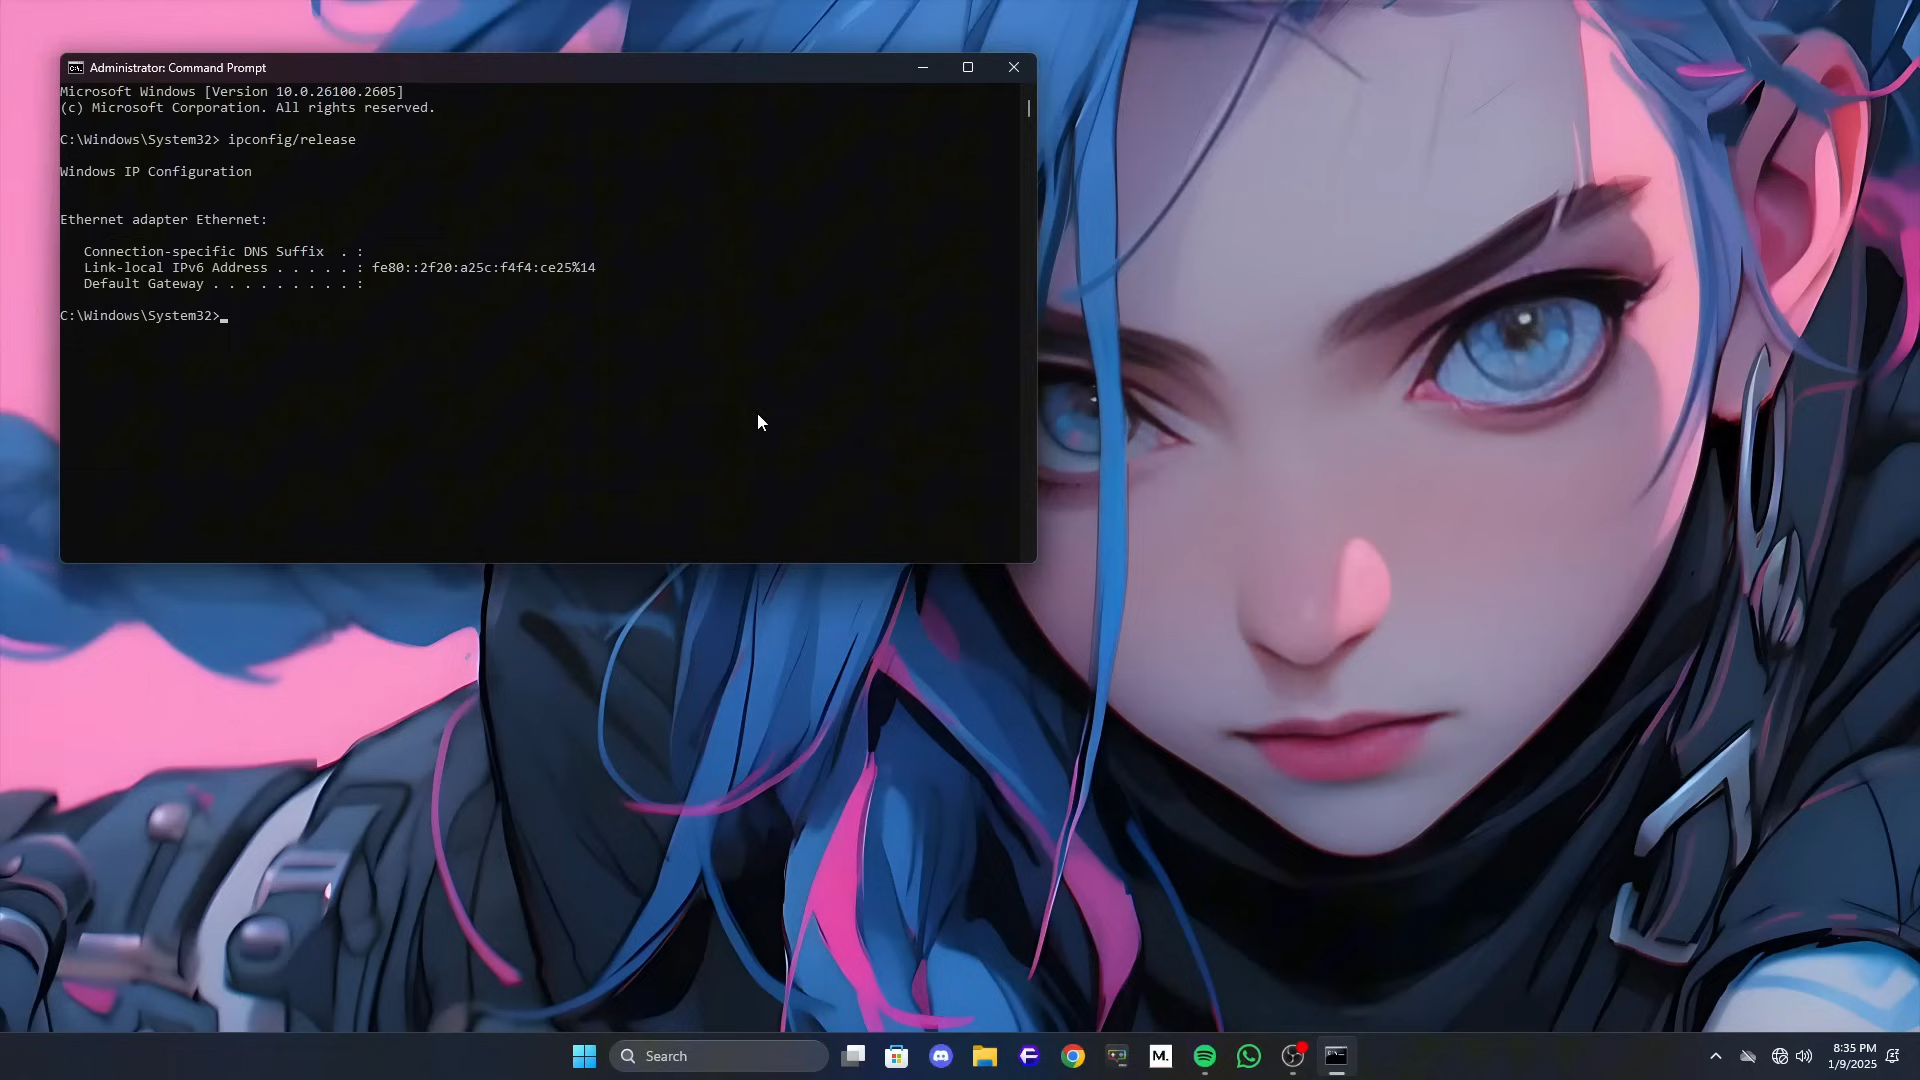 Administrator: Command Prompt
Microsoft Windows [Version 10.0.26100.2605]
(c) Microsoft Corporation. All rights reserved.
C:\Windows\System32> ipconfig/release
Windows IP Configuration
Ethernet adapter Ethernet:
Connection-specific DNS Suffix  . :
Link-local IPv6 Address . . . . . : fe80::2f20:a25c:f4f4:ce25%14
Default Gateway . . . . . . . . . :
C:\Windows\System32>
Search
M.
8:35 PM
1/9/2025